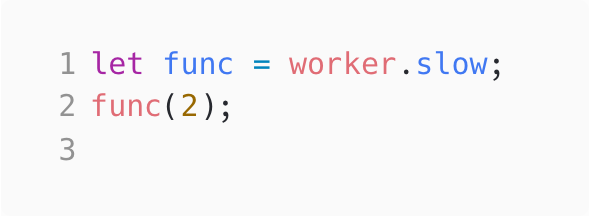 1 let func = worker.slow;
2 func(2);
3